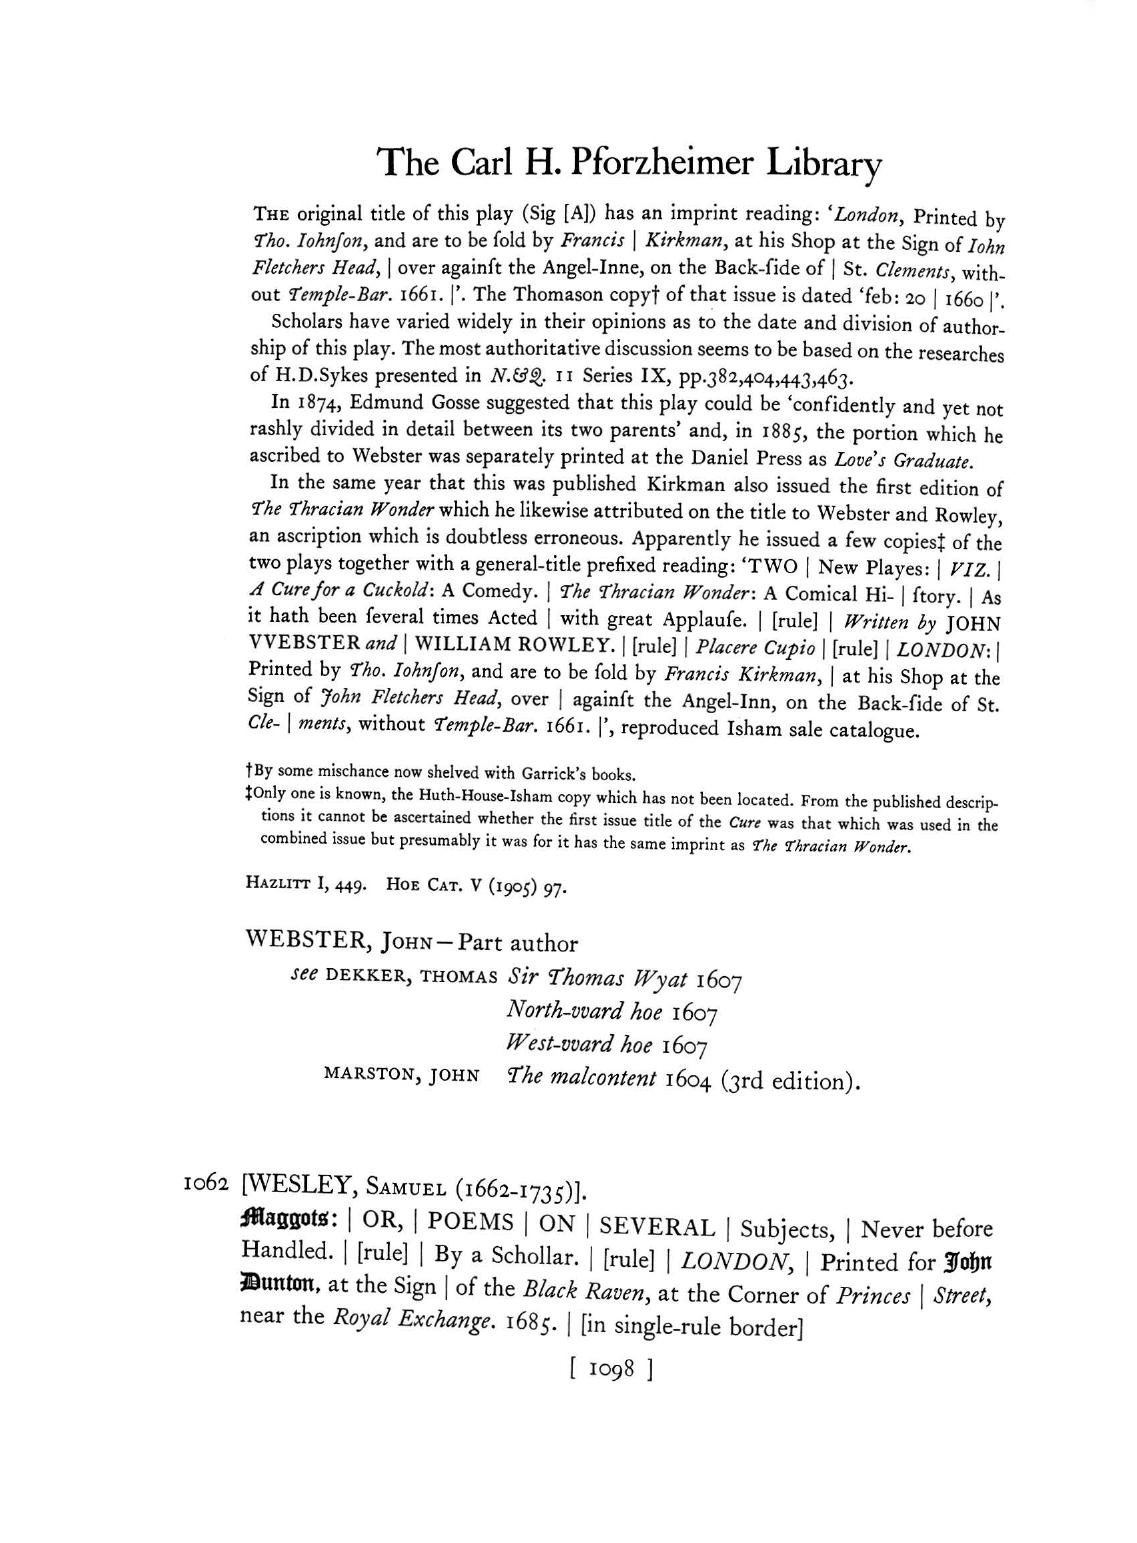 The Carl H. Pforzheimer Library
THE original title of this play (Sig [A]) has an imprint reading: ‘London, Printed by
Tho. Iohnſon, and are to be ſold by Francis | Kirkman, at his Shop at the Sign of Iohn
Fletchers Head, | over againſt the Angel-Inne, on the Back-ſide of | St. Clements, with-
out Temple-Bar. 1661. |’. The Thomason copy† of that issue is dated ‘feb: 20 | 1660 |’.
Scholars have varied widely in their opinions as to the date and division of author-
ship of this play. The most authoritative discussion seems to be based on the researches
of H.D.Sykes presented in N.&Q. 11 Series IX, pp.382,404,443,463.
In 1874, Edmund Gosse suggested that this play could be ‘confidently and yet not
rashly divided in detail between its two parents’ and, in 1885, the portion which he
ascribed to Webster was separately printed at the Daniel Press as Love's Graduate.
In the same year that this was published Kirkman also issued the first edition of
The Thracian Wonder which he likewise attributed on the title to Webster and Rowley,
an ascription which is doubtless erroneous. Apparently he issued a few copies‡ of the
two plays together with a general-title prefixed reading: ‘TWO | New Playes: | VIZ. |
A Cure for a Cuckold: A Comedy. | The Thracian Wonder: A Comical Hi- | ſtory. | As
it hath been ſeveral times Acted | with great Applauſe. | [rule] | Written by JOHN
VVEBSTER and | WILLIAM ROWLEY. | [rule] | Placere Cupio | [rule] | LONDON: |
Printed by Tho. Iohnſon, and are to be ſold by Francis Kirkman, | at his Shop at the
Sign of John Fletchers Head, over | againſt the Angel-Inn, on the Back-ſide of St.
Cle- | ments, without Temple-Bar. 1661. |’, reproduced Isham sale catalogue.
†By some mischance now shelved with Garrick's books.
‡Only one is known, the Huth-House-Isham copy which has not been located. From the published descrip-
tions it cannot be ascertained whether the first issue title of the Cure was that which was used in the
combined issue but presumably it was for it has the same imprint as The Thracian Wonder.
HAZLITT I, 449. HOE CAT. V (1905) 97.
WEBSTER, JOHN—Part author
see DEKKER, THOMAS Sir Thomas Wyat 1607
North-vvard hoe 1607
West-vvard hoe 1607
MARSTON, JOHN The malcontent 1604 (3rd edition).
1062 [WESLEY, SAMUEL (1662-1735)].
Maggots: | OR, | POEMS | ON | SEVERAL | Subjects, | Never before
Handled. | [rule] | By a Schollar. | [rule] | LONDON, | Printed for John
Dunton, at the Sign | of the Black Raven, at the Corner of Princes | Street,
near the Royal Exchange. 1685. | [in single-rule border]
[ 1098 ]